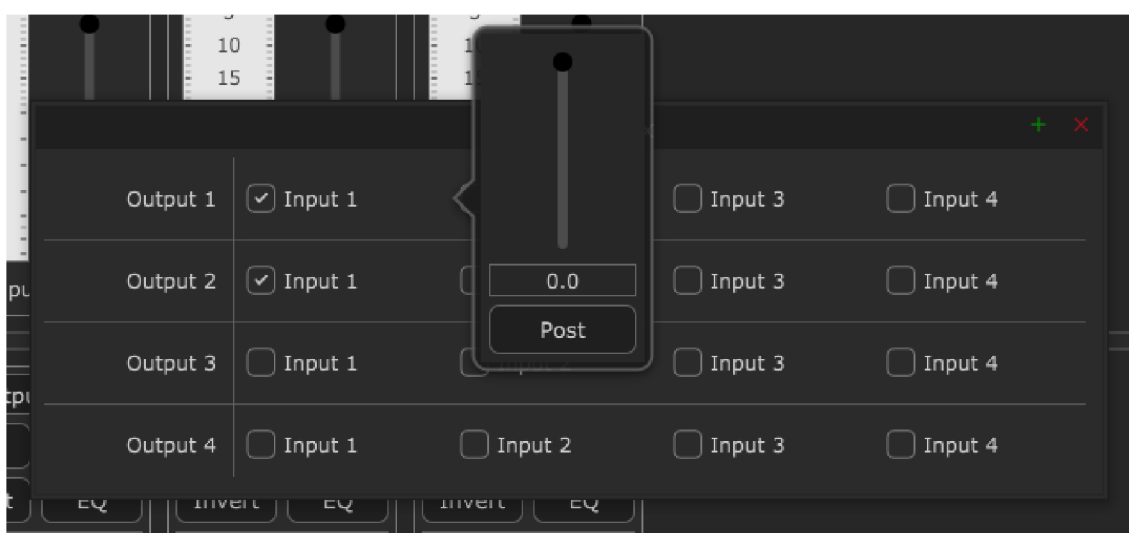 10
15
Output 1 Input 1 Input 3 Input 4
Output 2 Input 1 0.0 Input 3 Input 4
Post
Output 3 Input 1 Input 2 Input 3 Input 4
Output 4 Input 1 Input 2 Input 3 Input 4
EQ Invert EQ Invert EQ